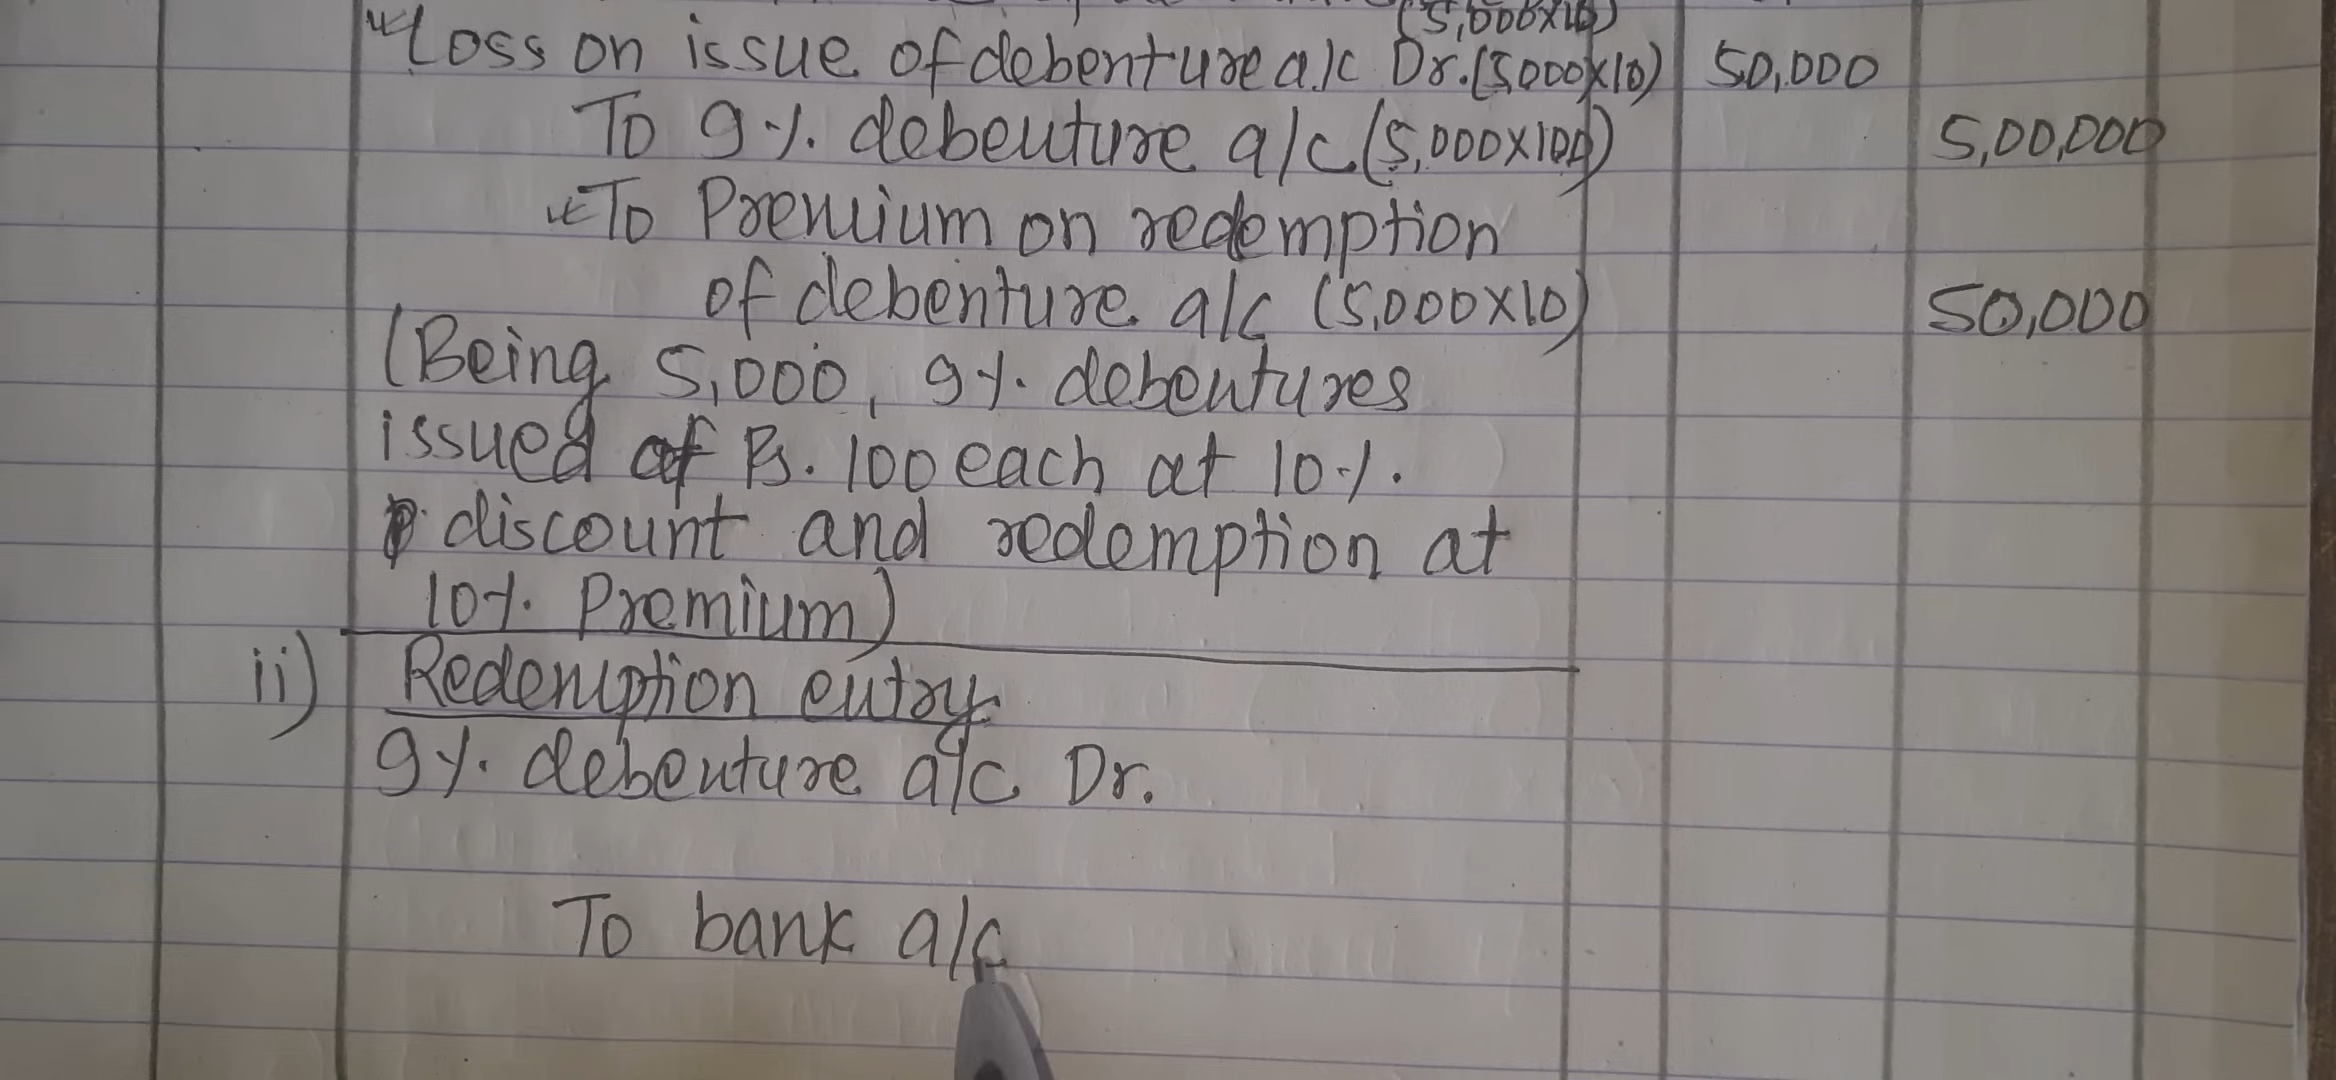 (5,000x10)
Loss on issue of debenture a/c Dr.(5000x10) 50,000
To 9%. debenture a/c (5,000x100) 5,00,000
To Premium on redemption
of debenture a/c (5,000x10) 50,000
(Being 5,000, 9%. debentures
issued of Rs. 100 each at 10%.
discount and redemption at
10%. Premium)
ii) Redemption entry
9%. debenture a/c Dr.
To bank a/c